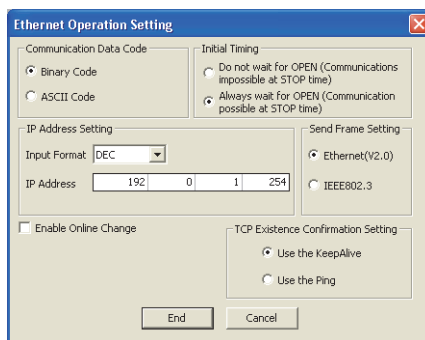 Ethernet Operation Setting
Communication Data Code
Binary Code
ASCII Code
Initial Timing
Do not wait for OPEN (Communications
impossible at STOP time)
Always wait for OPEN (Communication
possible at STOP time)
IP Address Setting
Input Format DEC
IP Address 192 0 1 254
Send Frame Setting
Ethernet(V2.0)
IEEE802.3
Enable Online Change
TCP Existence Confirmation Setting
Use the KeepAlive
Use the Ping
End Cancel